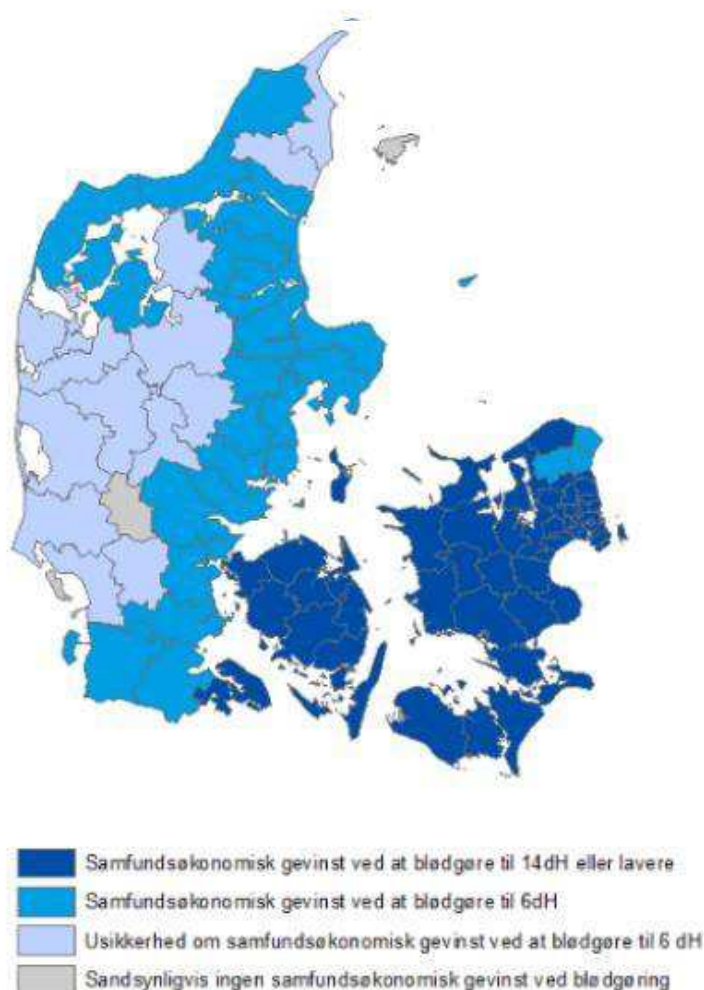 Samfundsøkonomisk gevinst ved at blødgøre til 14dH eller lavere
Samfundsøkonomisk gevinst ved at blødgøre til 6dH
Usikkerhed om samfundsøkonomisk gevinst ved at blødgøre til 6 dH
Sandsynligvis ingen samfundsøkonomisk gevinst ved blødgøring